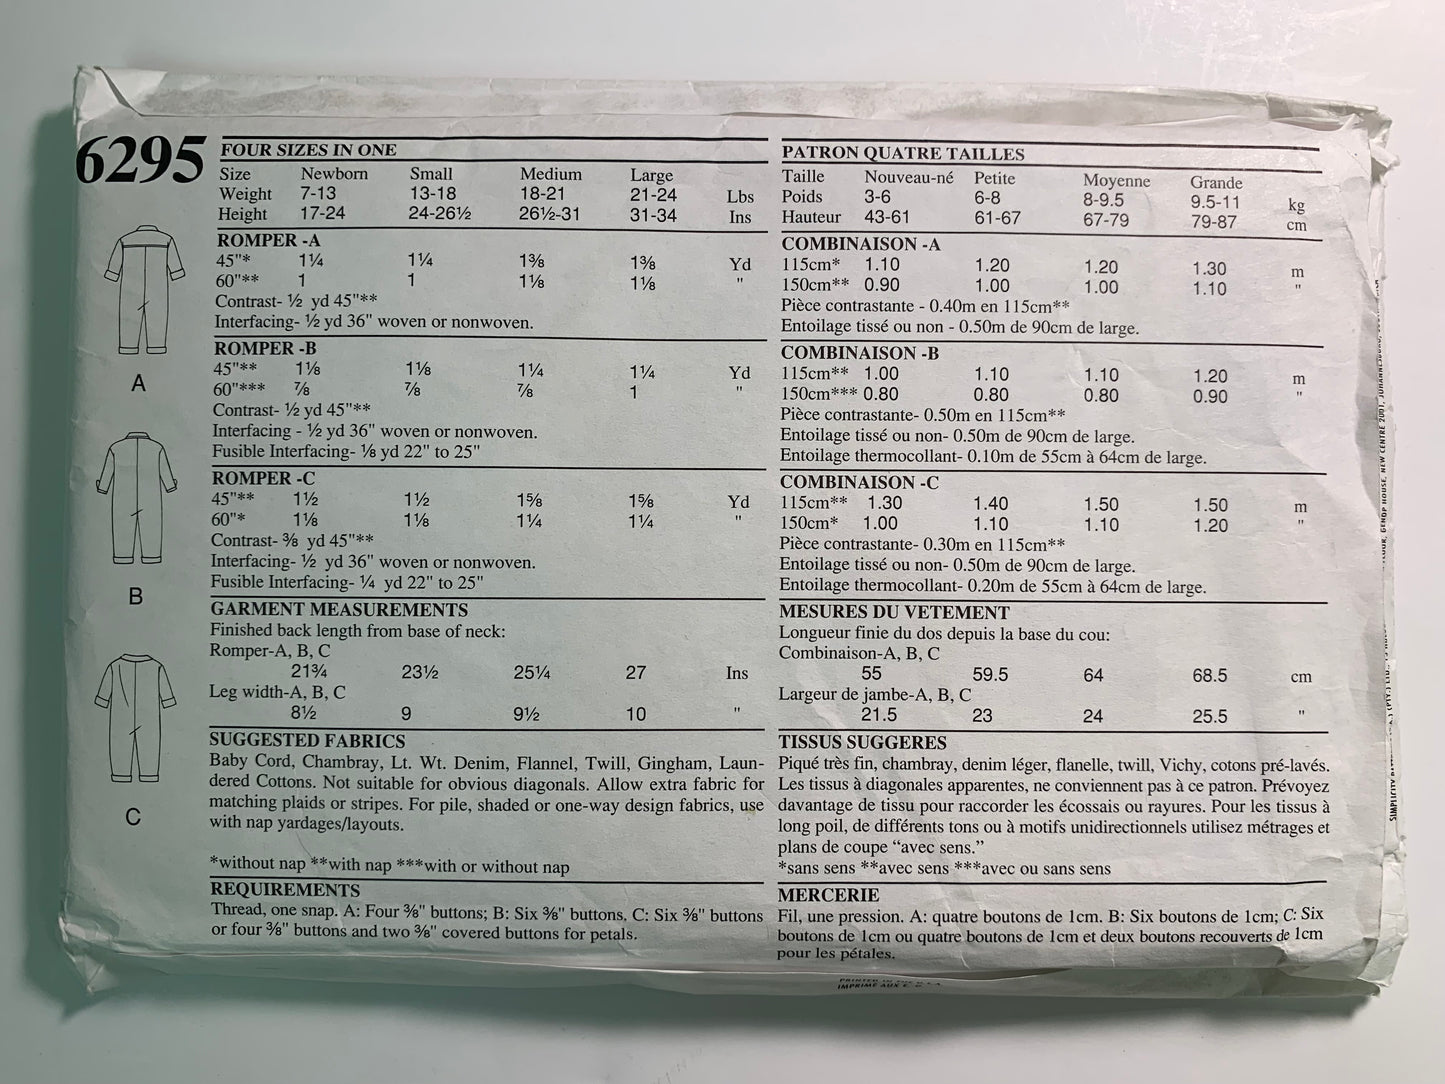 6295
FOUR SIZES IN ONE
Size Newborn Small Medium Large
Weight 7-13 13-18 18-21 21-24 Lbs
Height 17-24 24-26½ 26½-31 31-34 Ins
ROMPER -A
45"* 1¼ 1¼ 1⅜ 1⅜ Yd
60"** 1 1 1⅛ 1⅛ "
Contrast- ½ yd 45"**
Interfacing- ½ yd 36" woven or nonwoven.
ROMPER -B
45"** 1⅛ 1⅛ 1¼ 1¼ Yd
60"*** ⅞ ⅞ ⅞ 1 "
Contrast- ½ yd 45"**
Interfacing - ½ yd 36" woven or nonwoven.
Fusible Interfacing- ⅛ yd 22" to 25"
ROMPER -C
45"** 1½ 1½ 1⅝ 1⅝ Yd
60"* 1⅛ 1⅛ 1¼ 1¼ "
Contrast- ⅜ yd 45"**
Interfacing- ½ yd 36" woven or nonwoven.
Fusible Interfacing- ¼ yd 22" to 25"
GARMENT MEASUREMENTS
Finished back length from base of neck:
Romper-A, B, C
21¾ 23½ 25¼ 27 Ins
Leg width-A, B, C
8½ 9 9½ 10 "
SUGGESTED FABRICS
Baby Cord, Chambray, Lt. Wt. Denim, Flannel, Twill, Gingham, Laun-
dered Cottons. Not suitable for obvious diagonals. Allow extra fabric for
matching plaids or stripes. For pile, shaded or one-way design fabrics, use
with nap yardages/layouts.
*without nap **with nap ***with or without nap
REQUIREMENTS
Thread, one snap. A: Four ⅜" buttons; B: Six ⅜" buttons. C: Six ⅜" buttons
or four ⅜" buttons and two ⅜" covered buttons for petals.
A
B
C
PATRON QUATRE TAILLES
Taille Nouveau-né Petite Moyenne Grande
Poids 3-6 6-8 8-9.5 9.5-11 kg
Hauteur 43-61 61-67 67-79 79-87 cm
COMBINAISON -A
115cm* 1.10 1.20 1.20 1.30 m
150cm** 0.90 1.00 1.00 1.10 "
Pièce contrastante - 0.40m en 115cm**
Entoilage tissé ou non - 0.50m de 90cm de large.
COMBINAISON -B
115cm** 1.00 1.10 1.10 1.20 m
150cm*** 0.80 0.80 0.80 0.90 "
Pièce contrastante- 0.50m en 115cm**
Entoilage tissé ou non- 0.50m de 90cm de large.
Entoilage thermocollant- 0.10m de 55cm à 64cm de large.
COMBINAISON -C
115cm** 1.30 1.40 1.50 1.50 m
150cm* 1.00 1.10 1.10 1.20 "
Pièce contrastante- 0.30m en 115cm**
Entoilage tissé ou non- 0.50m de 90cm de large.
Entoilage thermocollant- 0.20m de 55cm à 64cm de large.
MESURES DU VETEMENT
Longueur finie du dos depuis la base du cou:
Combinaison-A, B, C
55 59.5 64 68.5 cm
Largeur de jambe-A, B, C
21.5 23 24 25.5 "
TISSUS SUGGERES
Piqué très fin, chambray, denim léger, flanelle, twill, Vichy, cotons pré-lavés.
Les tissus à diagonales apparentes, ne conviennent pas à ce patron. Prévoyez
davantage de tissu pour raccorder les écossais ou rayures. Pour les tissus à
long poil, de différents tons ou à motifs unidirectionnels utilisez métrages et
plans de coupe “avec sens.”
*sans sens **avec sens ***avec ou sans sens
MERCERIE
Fil, une pression. A: quatre boutons de 1cm. B: Six boutons de 1cm; C: Six
boutons de 1cm ou quatre boutons de 1cm et deux boutons recouverts de 1cm
pour les pétales.
PRINTED IN
IMPRIME AUX
HOUSE, NEW CENTRE 2001,